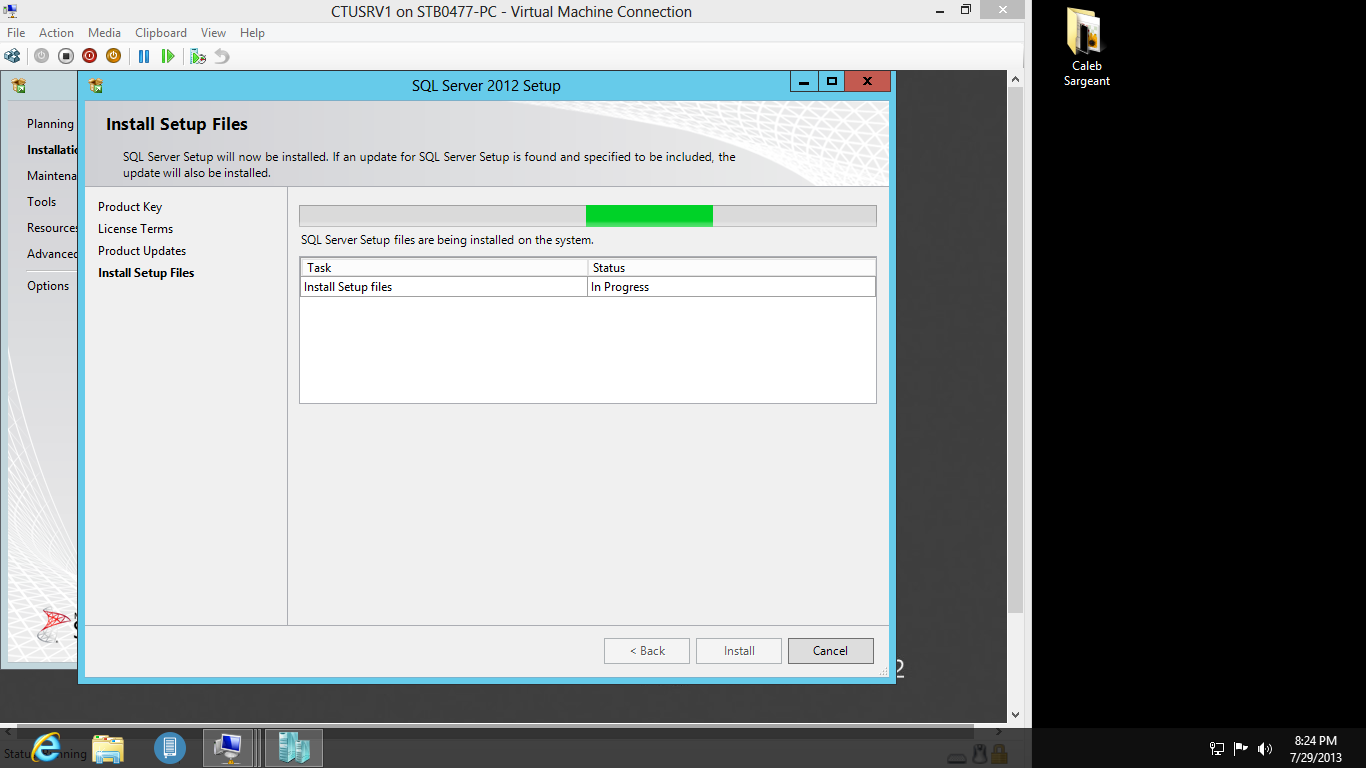 CTUSRV1 on STB0477-PC - Virtual Machine Connection
File Action Media Clipboard View Help
Caleb
Sargeant
SQL Server 2012 Setup
Planning
Maintena
Tools
Resources
Advanced
Options
Install Setup Files
SQL Server Setup will now be installed. If an update for SQL Server Setup is found and specified to be included, the
update will also be installed.
Product Key
License Terms
Product Updates
Install Setup Files
SQL Server Setup files are being installed on the system.
Task Status
Install Setup files In Progress
< Back Install Cancel
2
8:24 PM
7/29/2013